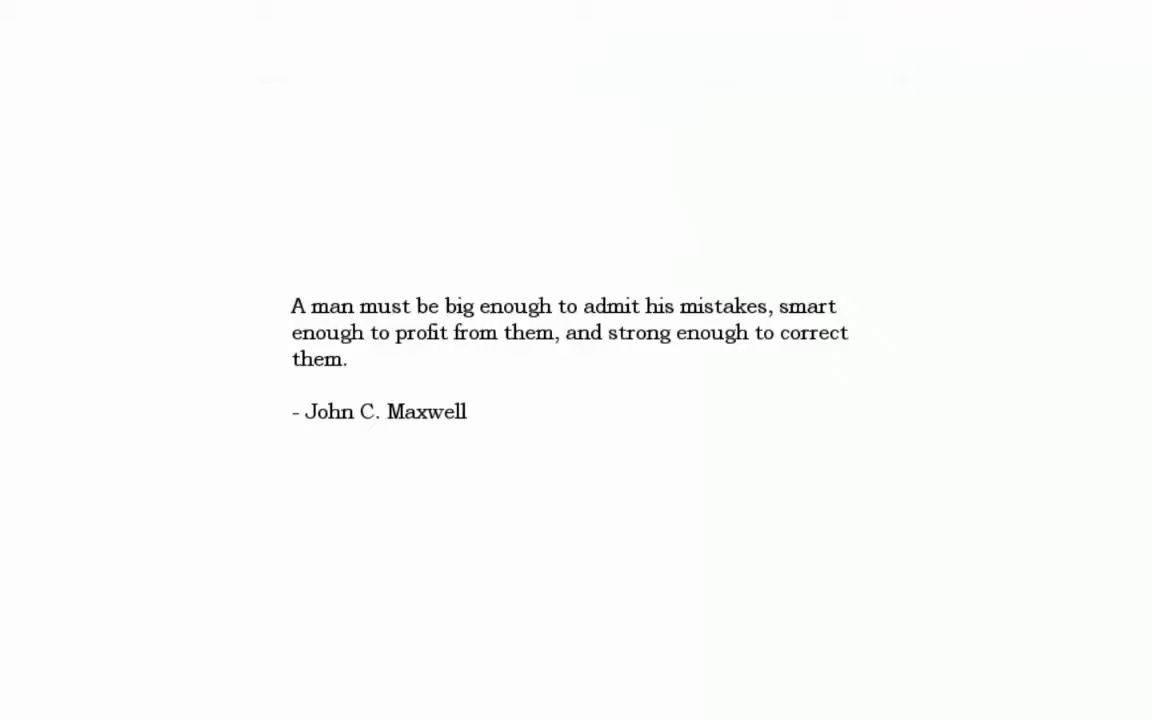 A man must be big enough to admit his mistakes, smart
enough to profit from them, and strong enough to correct
them.
- John C. Maxwell